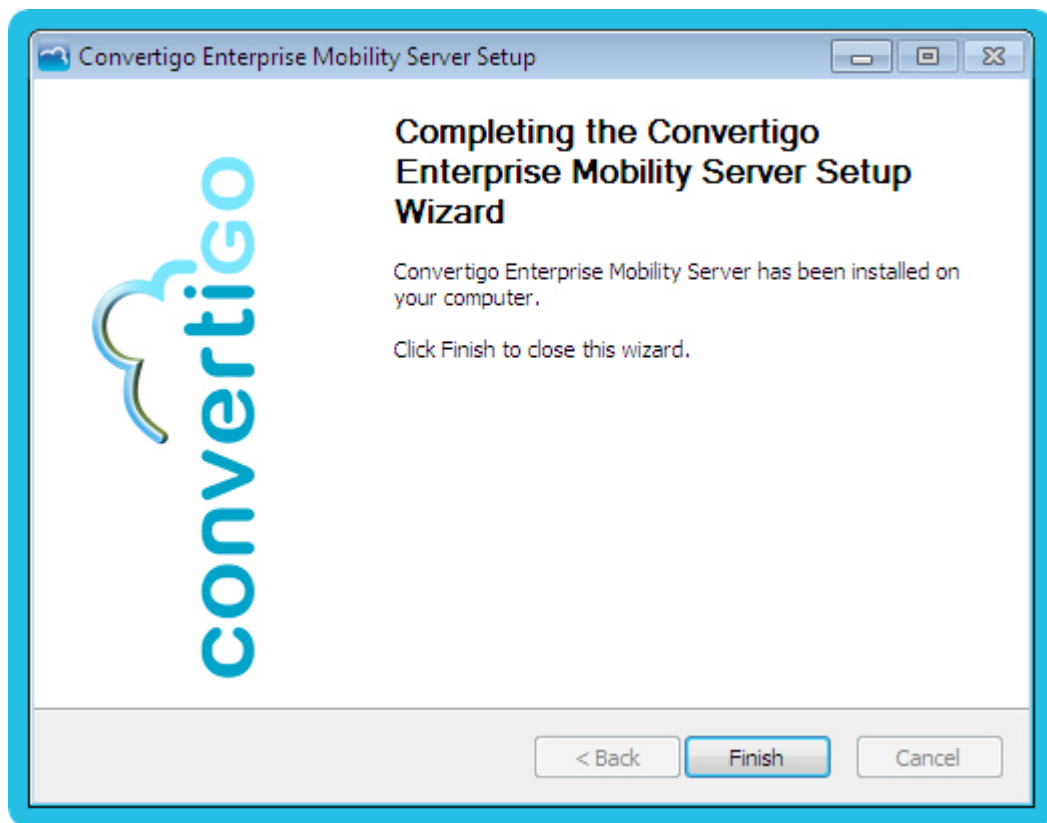 Convertigo Enterprise Mobility Server Setup
convertigo
Completing the Convertigo
Enterprise Mobility Server Setup
Wizard
Convertigo Enterprise Mobility Server has been installed on
your computer.
Click Finish to close this wizard.
< Back
Finish
Cancel